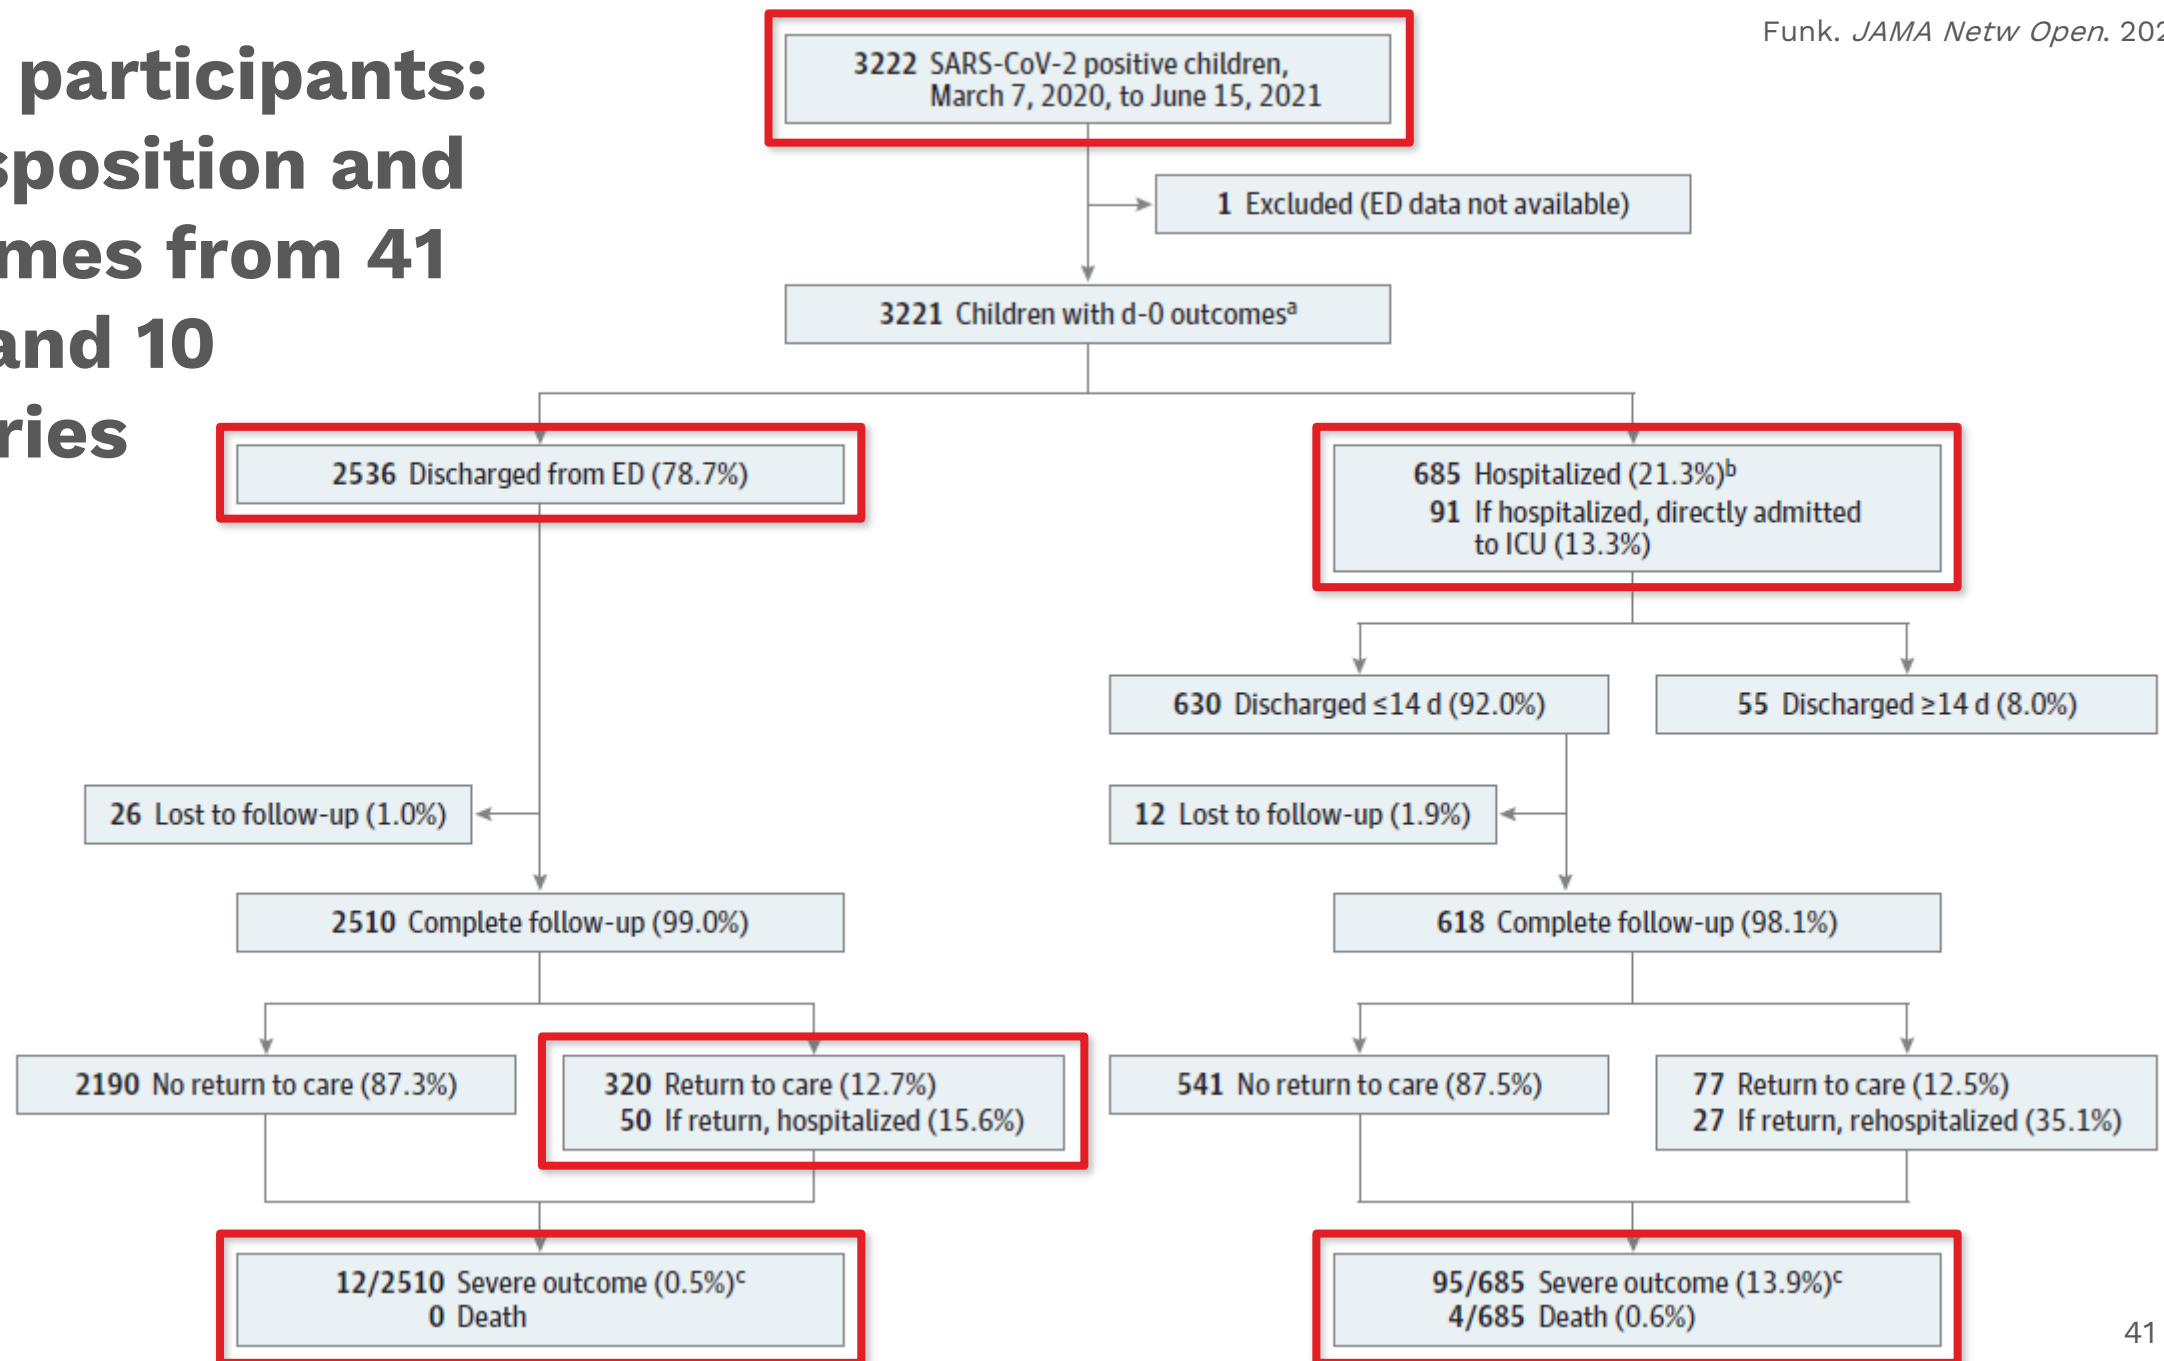 participants:
sposition and
mes from 41
and 10
ries
Funk. JAMA Netw Open. 202
3222 SARS-CoV-2 positive children,
March 7, 2020, to June 15, 2021
1 Excluded (ED data not available)
3221 Children with d-0 outcomesᵃ
2536 Discharged from ED (78.7%)
685 Hospitalized (21.3%)ᵇ
91 If hospitalized, directly admitted
to ICU (13.3%)
630 Discharged ≤14 d (92.0%)
55 Discharged ≥14 d (8.0%)
26 Lost to follow-up (1.0%)
12 Lost to follow-up (1.9%)
2510 Complete follow-up (99.0%)
618 Complete follow-up (98.1%)
2190 No return to care (87.3%)
320 Return to care (12.7%)
50 If return, hospitalized (15.6%)
541 No return to care (87.5%)
77 Return to care (12.5%)
27 If return, rehospitalized (35.1%)
12/2510 Severe outcome (0.5%)ᶜ
0 Death
95/685 Severe outcome (13.9%)ᶜ
4/685 Death (0.6%)
41